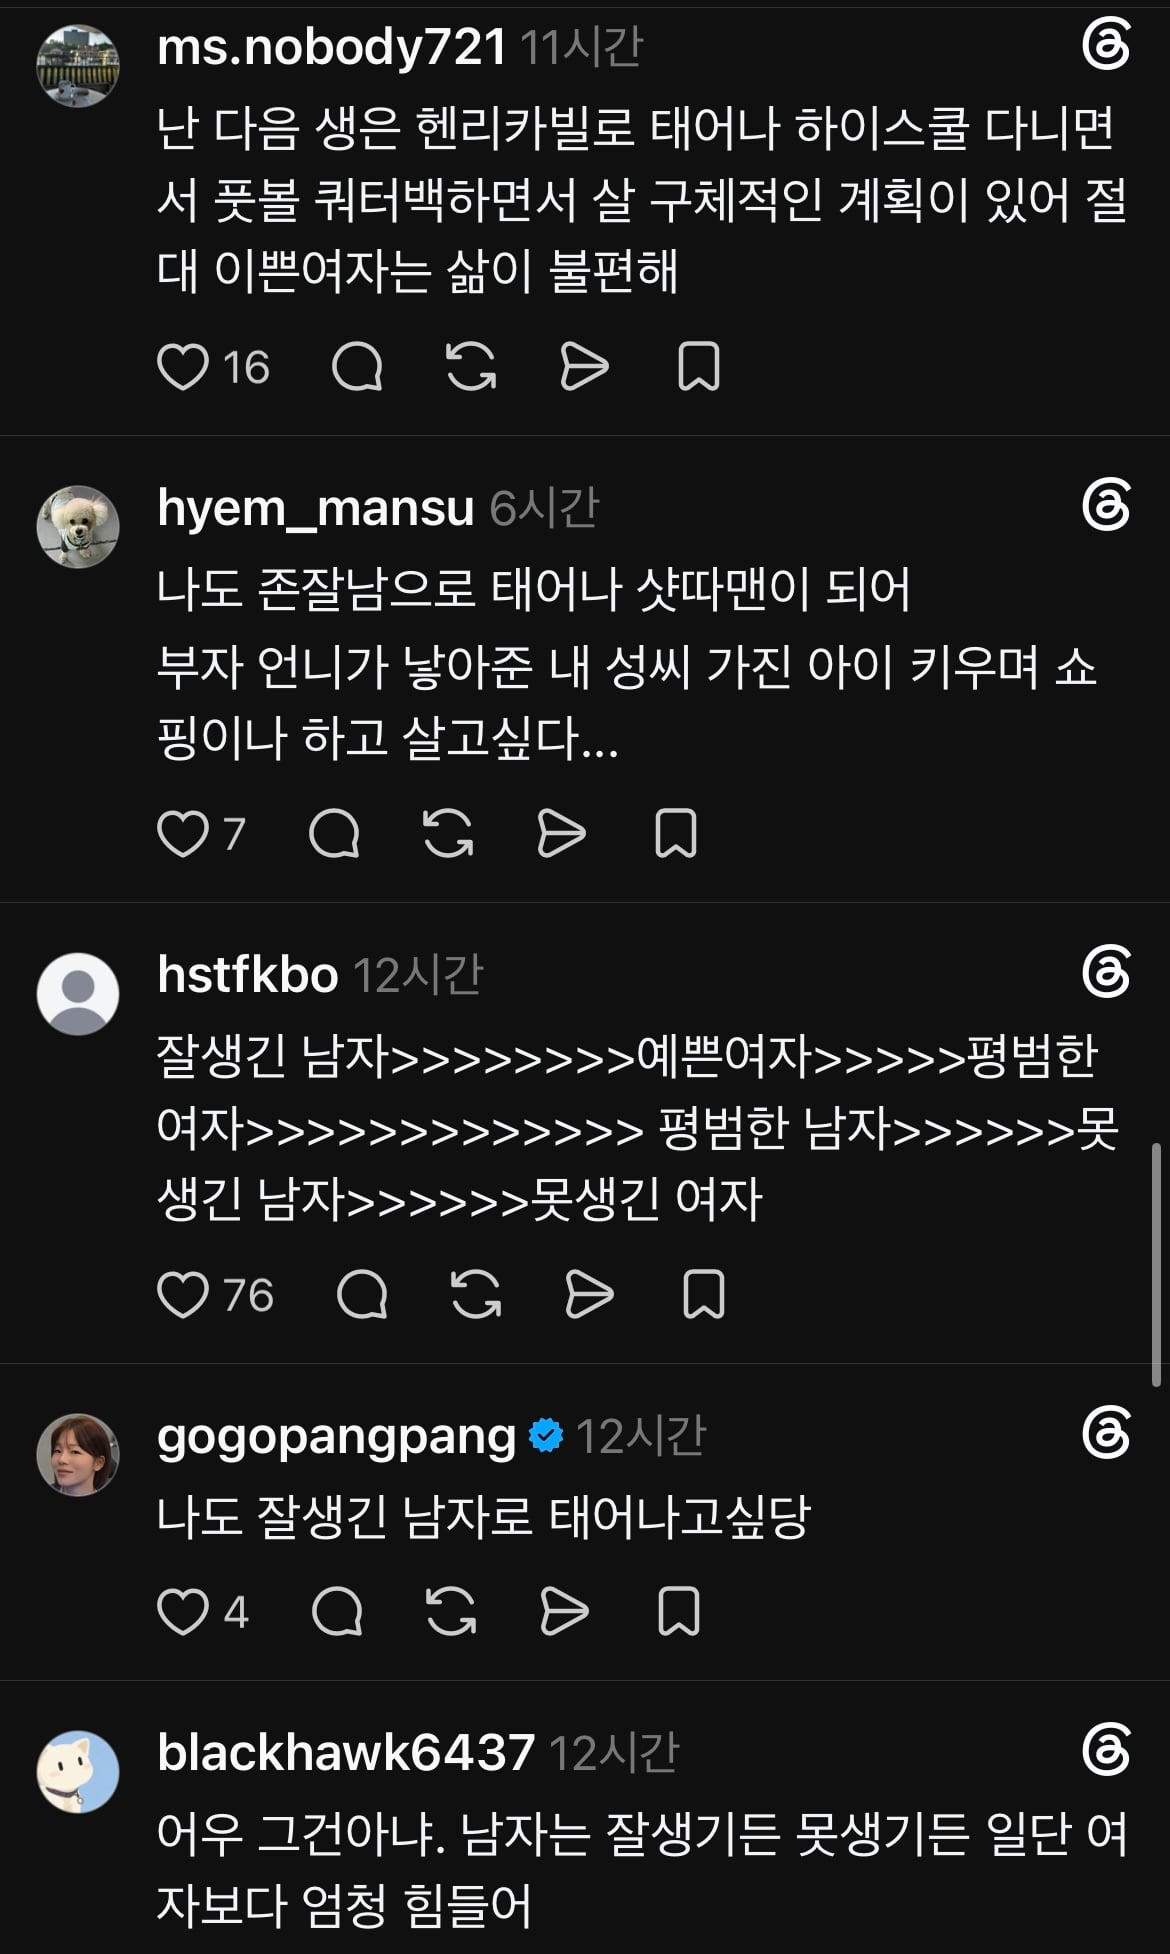 ms.nobody721 11시간
난 다음 생은 헨리카빌로 태어나 하이스쿨 다니면
서 풋볼 쿼터백하면서 살 구체적인 계획이 있어 절
대 이쁜여자는 삶이 불편해
16
hyem_mansu 6시간
나도 존잘남으로 태어나 샷따맨이 되어
부자 언니가 낳아준 내 성씨 가진 아이 키우며 쇼
핑이나 하고 살고싶다...
7
hstfkbo 12시간
잘생긴 남자>>>>>>>>예쁜여자>>>>>평범한
여자>>>>>>>>>>>>> 평범한 남자>>>>>>못
생긴 남자>>>>>>못생긴 여자
76
gogopangpang 12시간
나도 잘생긴 남자로 태어나고싶당
4
blackhawk6437 12시간
어우 그건아냐. 남자는 잘생기든 못생기든 일단 여
자보다 엄청 힘들어